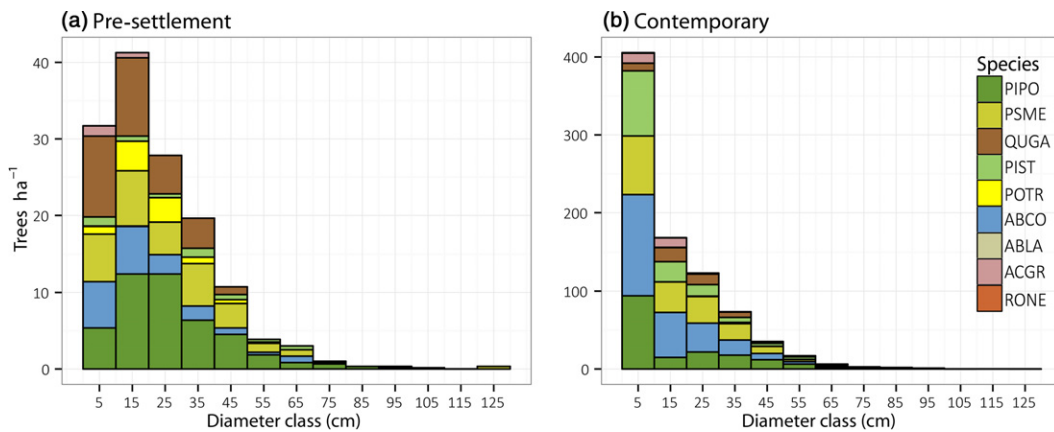 (a) Pre-settlement
Trees ha⁻¹
40
30
20
10
0
5 15 25 35 45 55 65 75 85 95 105 115 125
Diameter class (cm)
(b) Contemporary
400
300
200
100
0
5 15 25 35 45 55 65 75 85 95 105 115 125
Diameter class (cm)
Species
PIPO
PSME
QUGA
PIST
POTR
ABCO
ABLA
ACGR
RONE